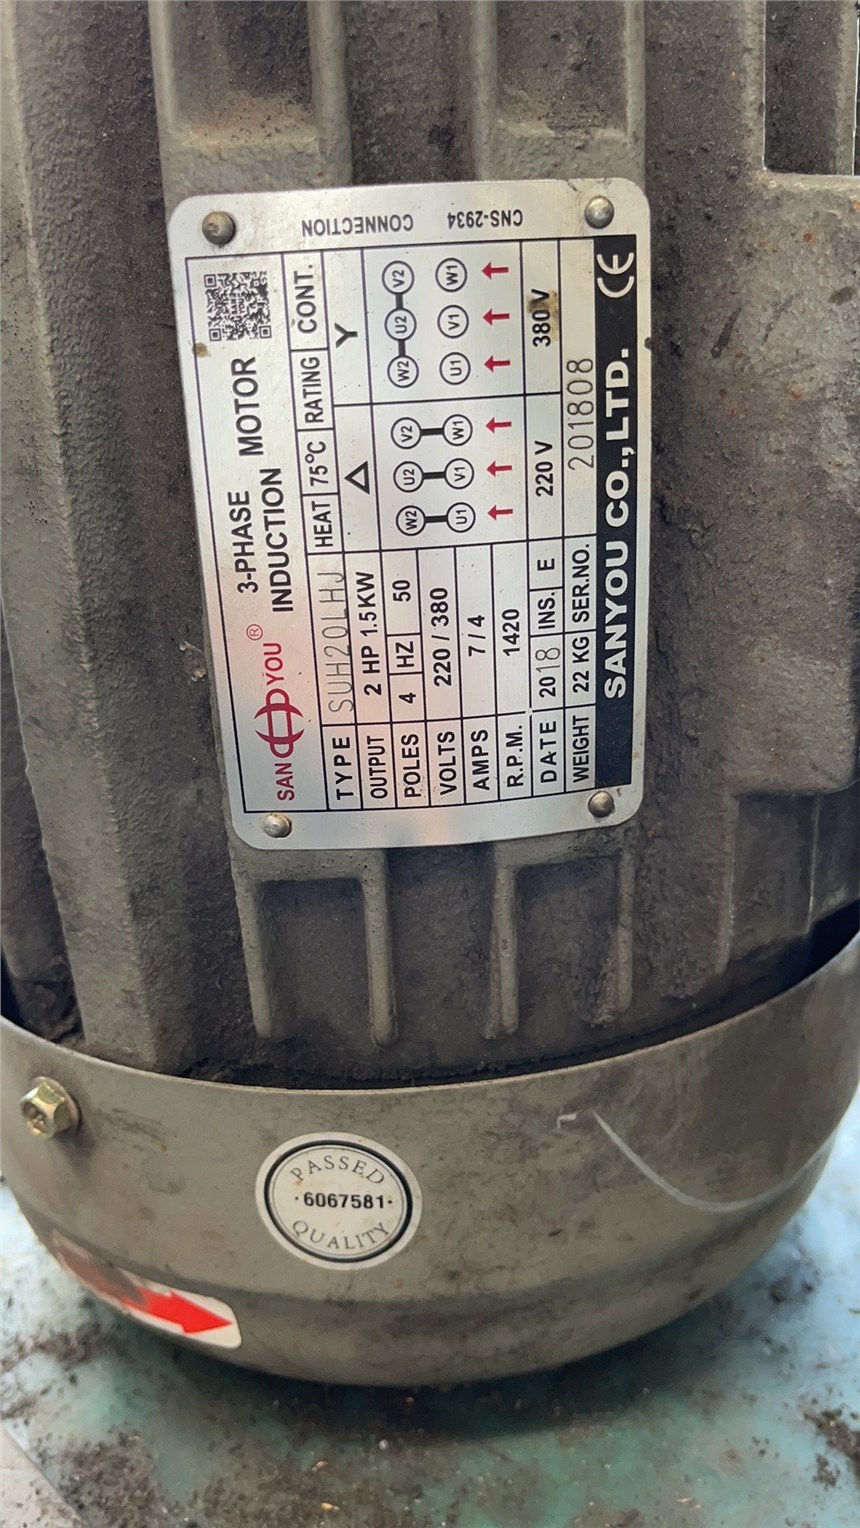 SAN YOU® 3-PHASE
INDUCTION MOTOR
TYPE SUH20LHJ HEAT 75°C RATING CONT.
OUTPUT 2 HP 1.5KW Δ Y
POLES 4 HZ 50 W2 U2 V2 W2 U2 V2
VOLTS 220 / 380
AMPS 7 / 4 U1 V1 W1 U1 V1 W1
R.P.M. 1420
DATE 2018 INS. E 220 V 380 V
WEIGHT 22 KG SER.NO. 201808
SANYOU CO.,LTD. CE
CONNECTION CNS-2934
PASSED
·6067581·
QUALITY